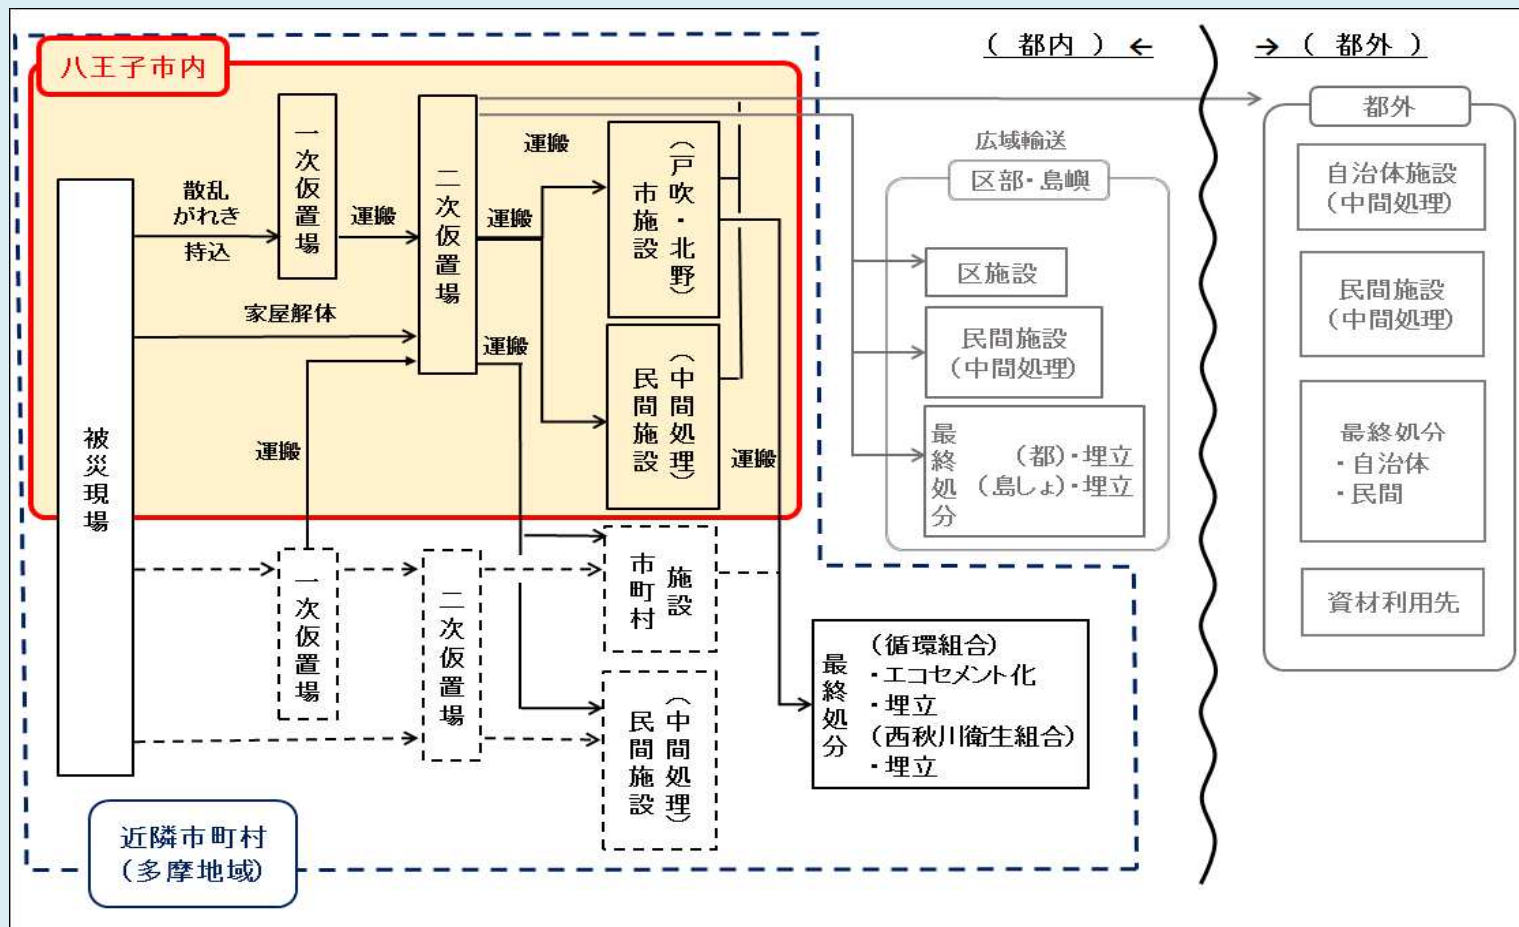 (都内)←
→(都外)
八王子市内
被災現場
散乱
がれき
持込
一次仮置場
運搬
家屋解体
運搬
二次仮置場
運搬
運搬
運搬
市施設
(戸吹・北野)
民間施設
(中間処理)
運搬
一次仮置場
二次仮置場
市町村
施設
民間施設
(中間処理)
最終処分
(循環組合)
・エコセメント化
・埋立
(西秋川衛生組合)
・埋立
近隣市町村
(多摩地域)
広域輸送
区部・島嶼
区施設
民間施設
(中間処理)
最終処分
(都)・埋立
(島しょ)・埋立
都外
自治体施設
(中間処理)
民間施設
(中間処理)
最終処分
・自治体
・民間
資材利用先